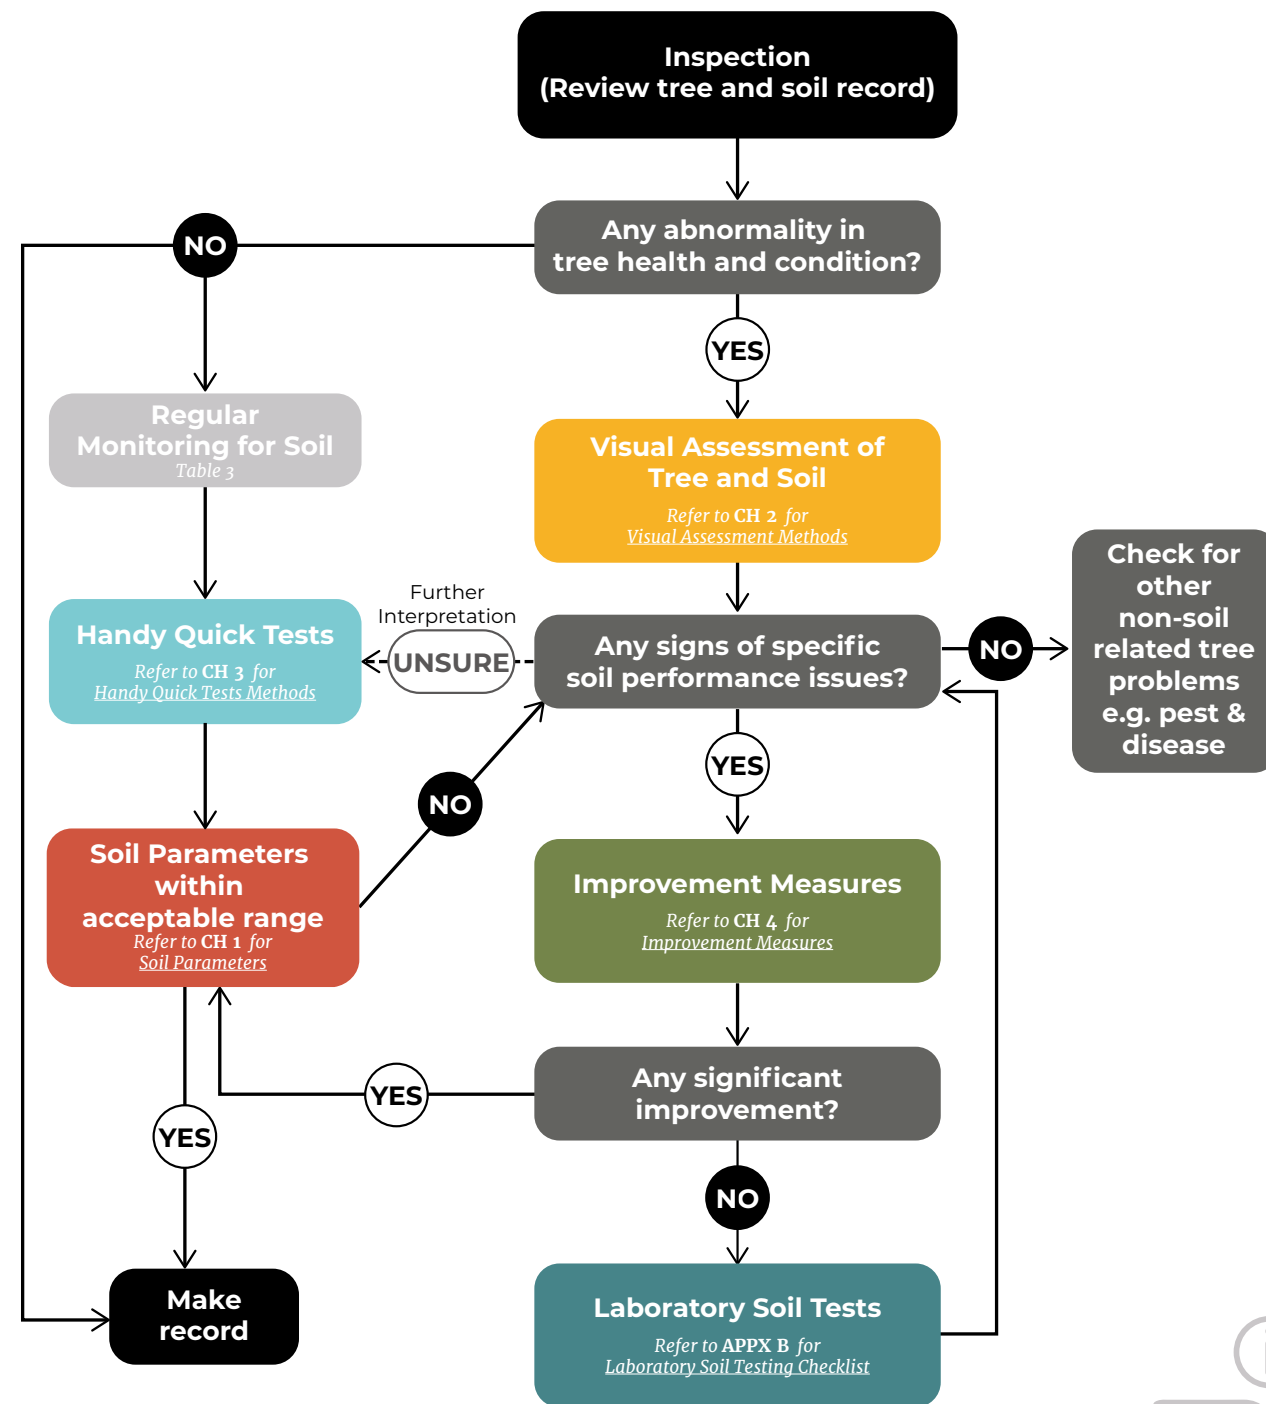 Inspection
(Review tree and soil record)
Any abnormality in
tree health and condition?
NO
YES
Regular
Monitoring for Soil
Table 3
Visual Assessment of
Tree and Soil
Refer to CH 2 for
Visual Assessment Methods
Check for
other
non-soil
related tree
problems
e.g. pest &
disease
Further
Interpretation
UNSURE
Handy Quick Tests
Refer to CH 3 for
Handy Quick Tests Methods
Any signs of specific
soil performance issues?
NO
YES
NO
Soil Parameters
within
acceptable range
Refer to CH 1 for
Soil Parameters
Improvement Measures
Refer to CH 4 for
Improvement Measures
Any significant
improvement?
YES
YES
NO
Make
record
Laboratory Soil Tests
Refer to APPX B for
Laboratory Soil Testing Checklist